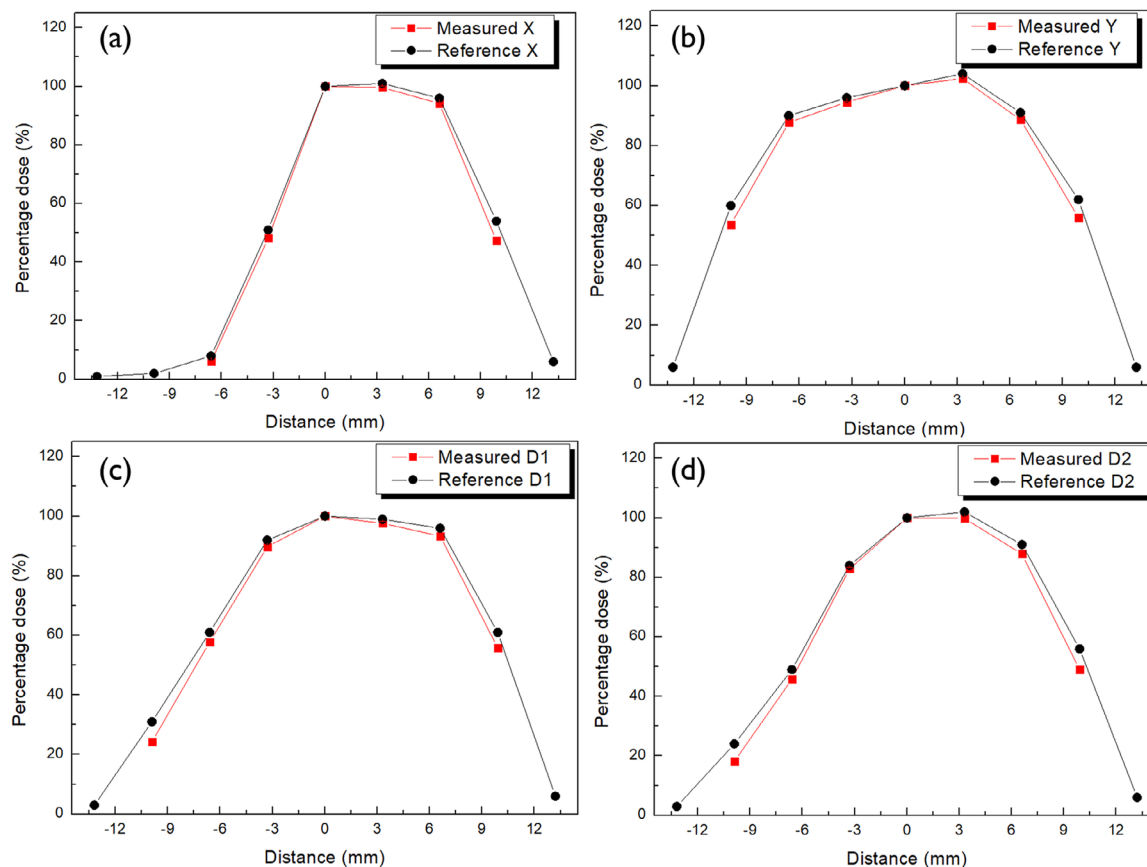 (a)
Measured X
Reference X
Percentage dose (%)
120
100
80
60
40
20
0
-12 -9 -6 -3 0 3 6 9 12
Distance (mm)
(b)
Measured Y
Reference Y
Percentage dose (%)
120
100
80
60
40
20
0
-12 -9 -6 -3 0 3 6 9 12
Distance (mm)
(c)
Measured D1
Reference D1
Percentage dose (%)
120
100
80
60
40
20
0
-12 -9 -6 -3 0 3 6 9 12
Distance (mm)
(d)
Measured D2
Reference D2
Percentage dose (%)
120
100
80
60
40
20
0
-12 -9 -6 -3 0 3 6 9 12
Distance (mm)